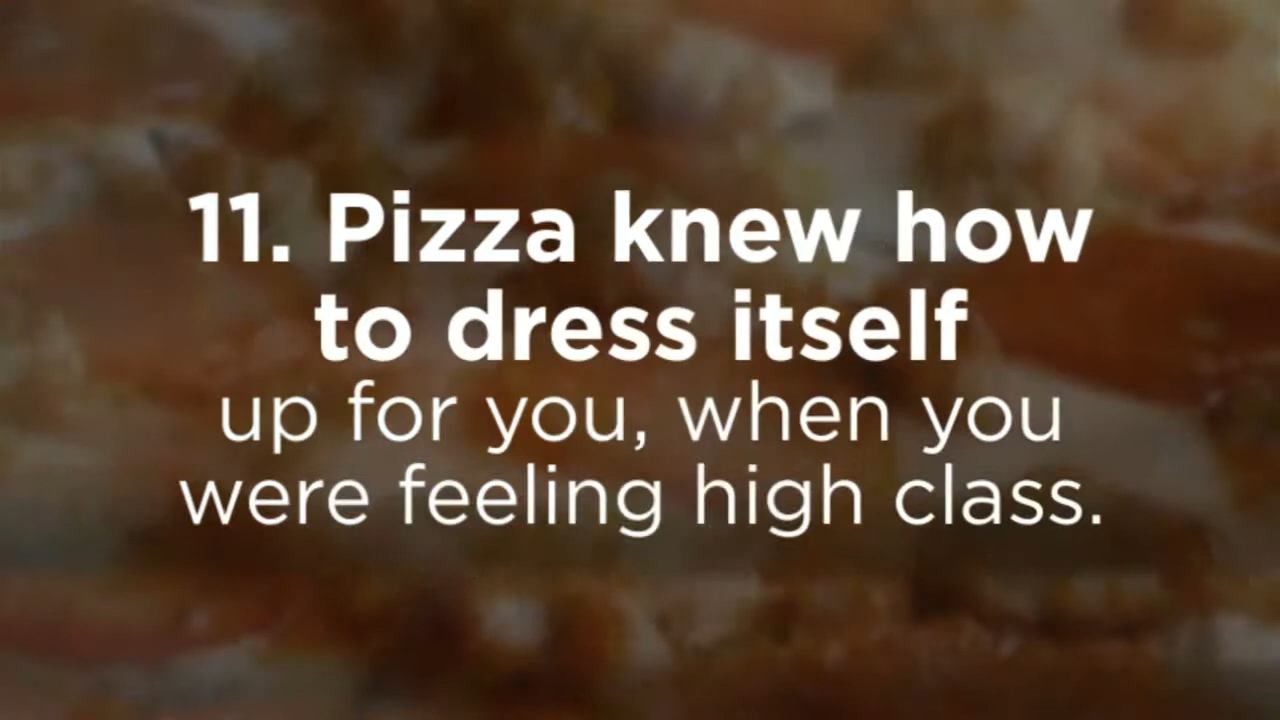 11. Pizza knew how
to dress itself
up for you, when you
were feeling high class.